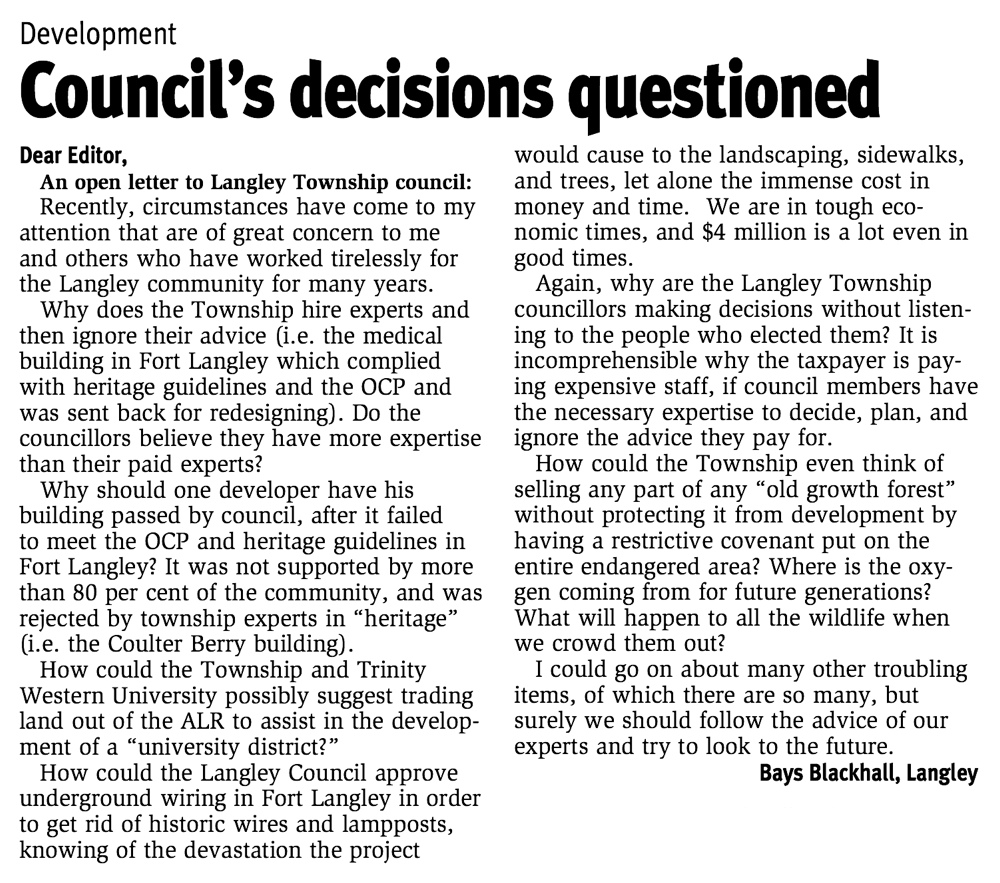 Development
Council’s decisions questioned
Dear Editor,
An open letter to Langley Township council:
Recently, circumstances have come to my
attention that are of great concern to me
and others who have worked tirelessly for
the Langley community for many years.
Why does the Township hire experts and
then ignore their advice (i.e. the medical
building in Fort Langley which complied
with heritage guidelines and the OCP and
was sent back for redesigning). Do the
councillors believe they have more expertise
than their paid experts?
Why should one developer have his
building passed by council, after it failed
to meet the OCP and heritage guidelines in
Fort Langley? It was not supported by more
than 80 per cent of the community, and was
rejected by township experts in “heritage”
(i.e. the Coulter Berry building).
How could the Township and Trinity
Western University possibly suggest trading
land out of the ALR to assist in the develop-
ment of a “university district?”
How could the Langley Council approve
underground wiring in Fort Langley in order
to get rid of historic wires and lampposts,
knowing of the devastation the project
would cause to the landscaping, sidewalks,
and trees, let alone the immense cost in
money and time.  We are in tough eco-
nomic times, and $4 million is a lot even in
good times.
Again, why are the Langley Township
councillors making decisions without listen-
ing to the people who elected them? It is
incomprehensible why the taxpayer is pay-
ing expensive staff, if council members have
the necessary expertise to decide, plan, and
ignore the advice they pay for.
How could the Township even think of
selling any part of any “old growth forest”
without protecting it from development by
having a restrictive covenant put on the
entire endangered area? Where is the oxy-
gen coming from for future generations?
What will happen to all the wildlife when
we crowd them out?
I could go on about many other troubling
items, of which there are so many, but
surely we should follow the advice of our
experts and try to look to the future.
Bays Blackhall, Langley